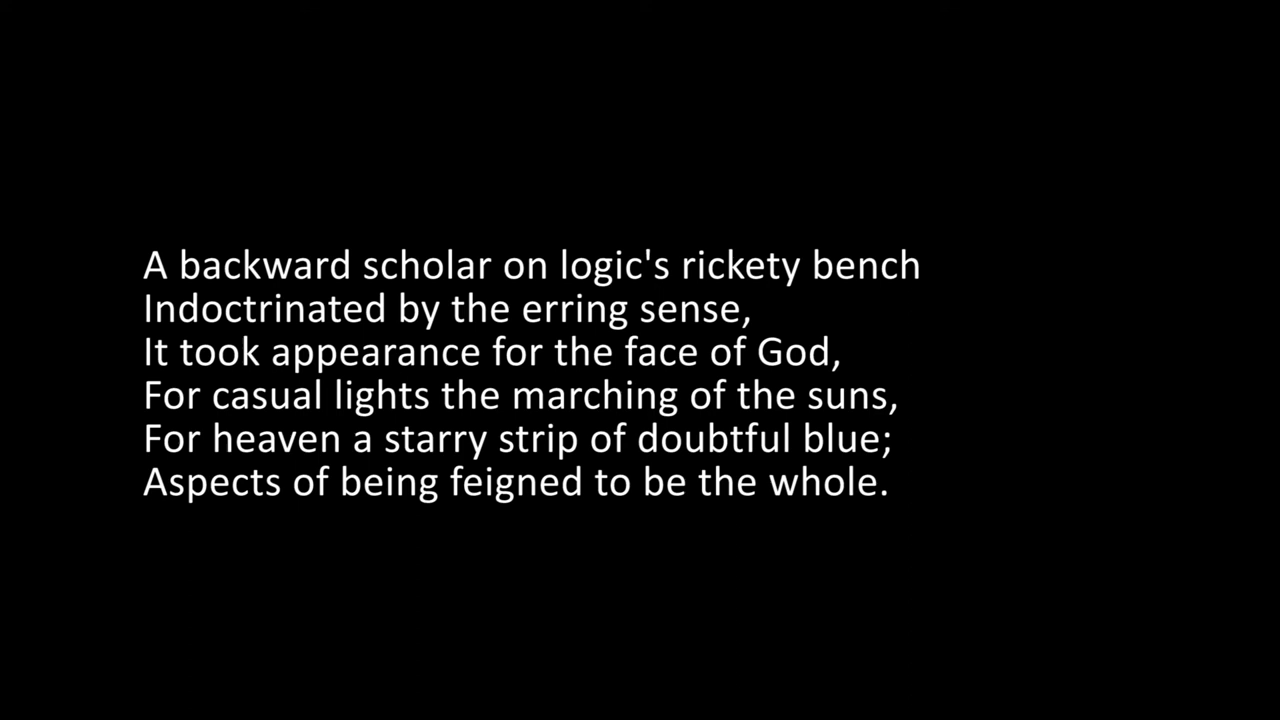 A backward scholar on logic's rickety bench
Indoctrinated by the erring sense,
It took appearance for the face of God,
For casual lights the marching of the suns,
For heaven a starry strip of doubtful blue;
Aspects of being feigned to be the whole.